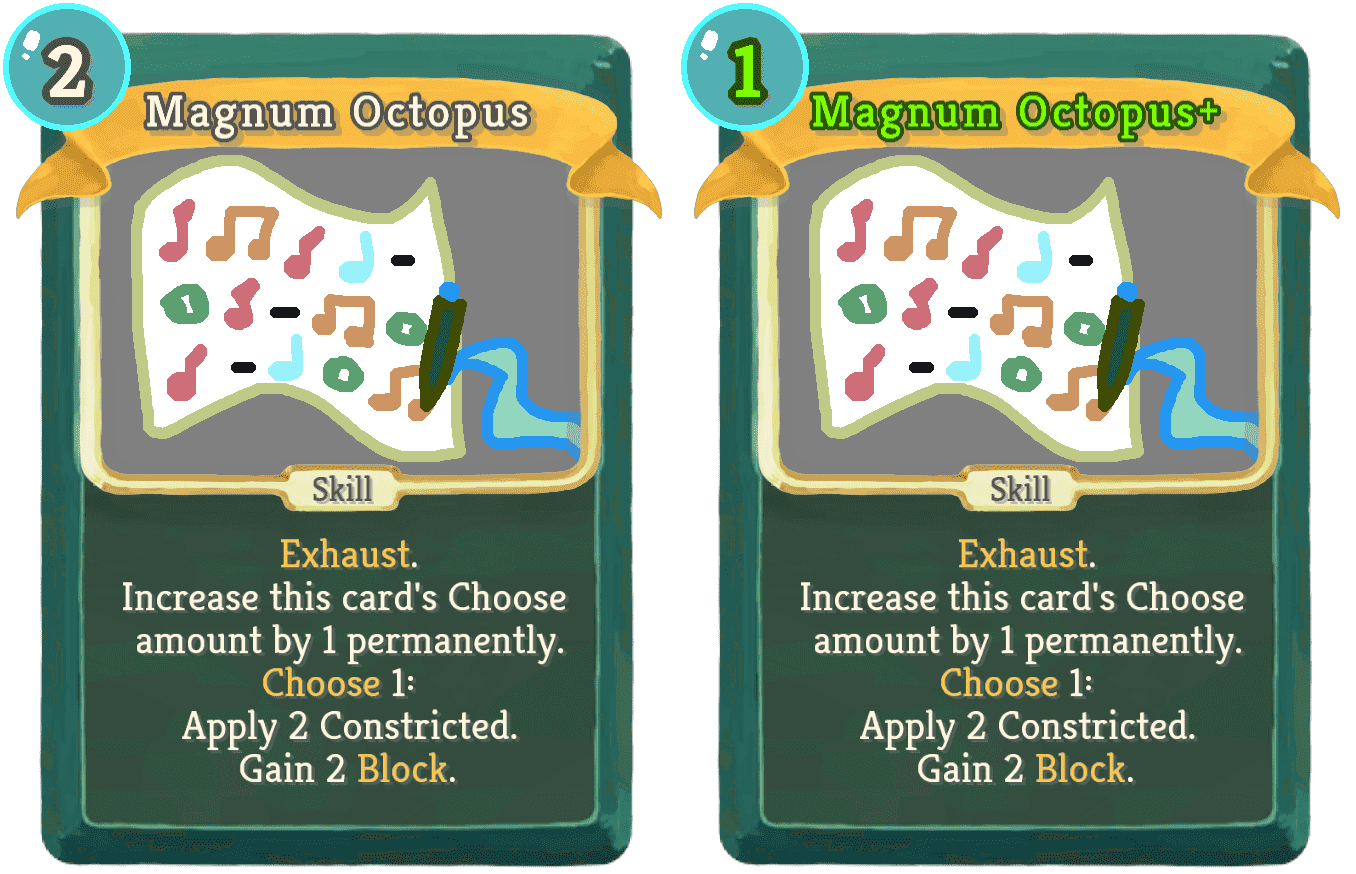 2
Magnum Octopus
Skill
Exhaust.
Increase this card's Choose
amount by 1 permanently.
Choose 1:
Apply 2 Constricted.
Gain 2 Block.
1
Magnum Octopus+
Skill
Exhaust.
Increase this card's Choose
amount by 1 permanently.
Choose 1:
Apply 2 Constricted.
Gain 2 Block.